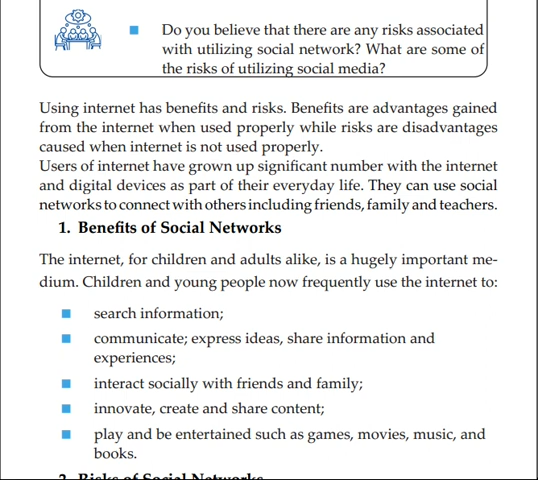 Do you believe that there are any risks associated
with utilizing social network? What are some of
the risks of utilizing social media?
Using internet has benefits and risks. Benefits are advantages gained
from the internet when used properly while risks are disadvantages
caused when internet is not used properly.
Users of internet have grown up significant number with the internet
and digital devices as part of their everyday life. They can use social
networks to connect with others including friends, family and teachers.
1. Benefits of Social Networks
The internet, for children and adults alike, is a hugely important me-
dium. Children and young people now frequently use the internet to:
search information;
communicate; express ideas, share information and
experiences;
interact socially with friends and family;
innovate, create and share content;
play and be entertained such as games, movies, music, and
books.
2. Risks of Social Networks